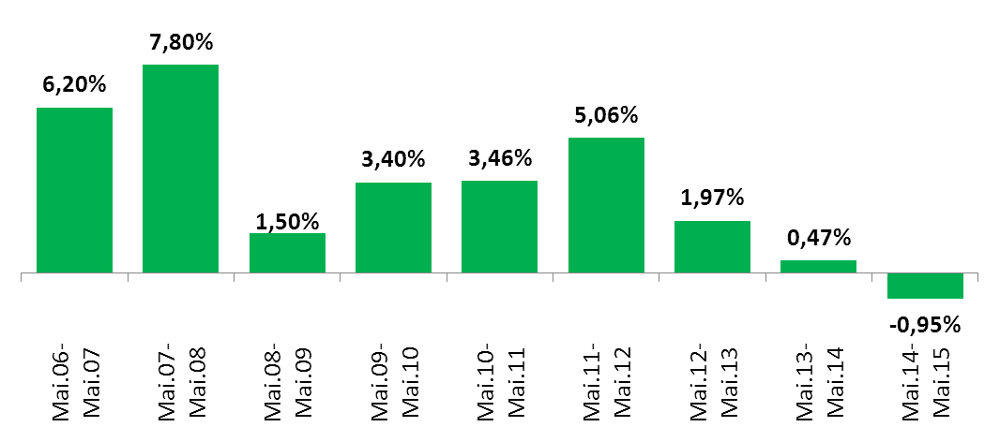 6,20%
7,80%
1,50%
3,40%
3,46%
5,06%
1,97%
0,47%
-0,95%
Mai.06-
Mai.07
Mai.07-
Mai.08
Mai.08-
Mai.09
Mai.09-
Mai.10
Mai.10-
Mai.11
Mai.11-
Mai.12
Mai.12-
Mai.13
Mai.13-
Mai.14
Mai.14-
Mai.15